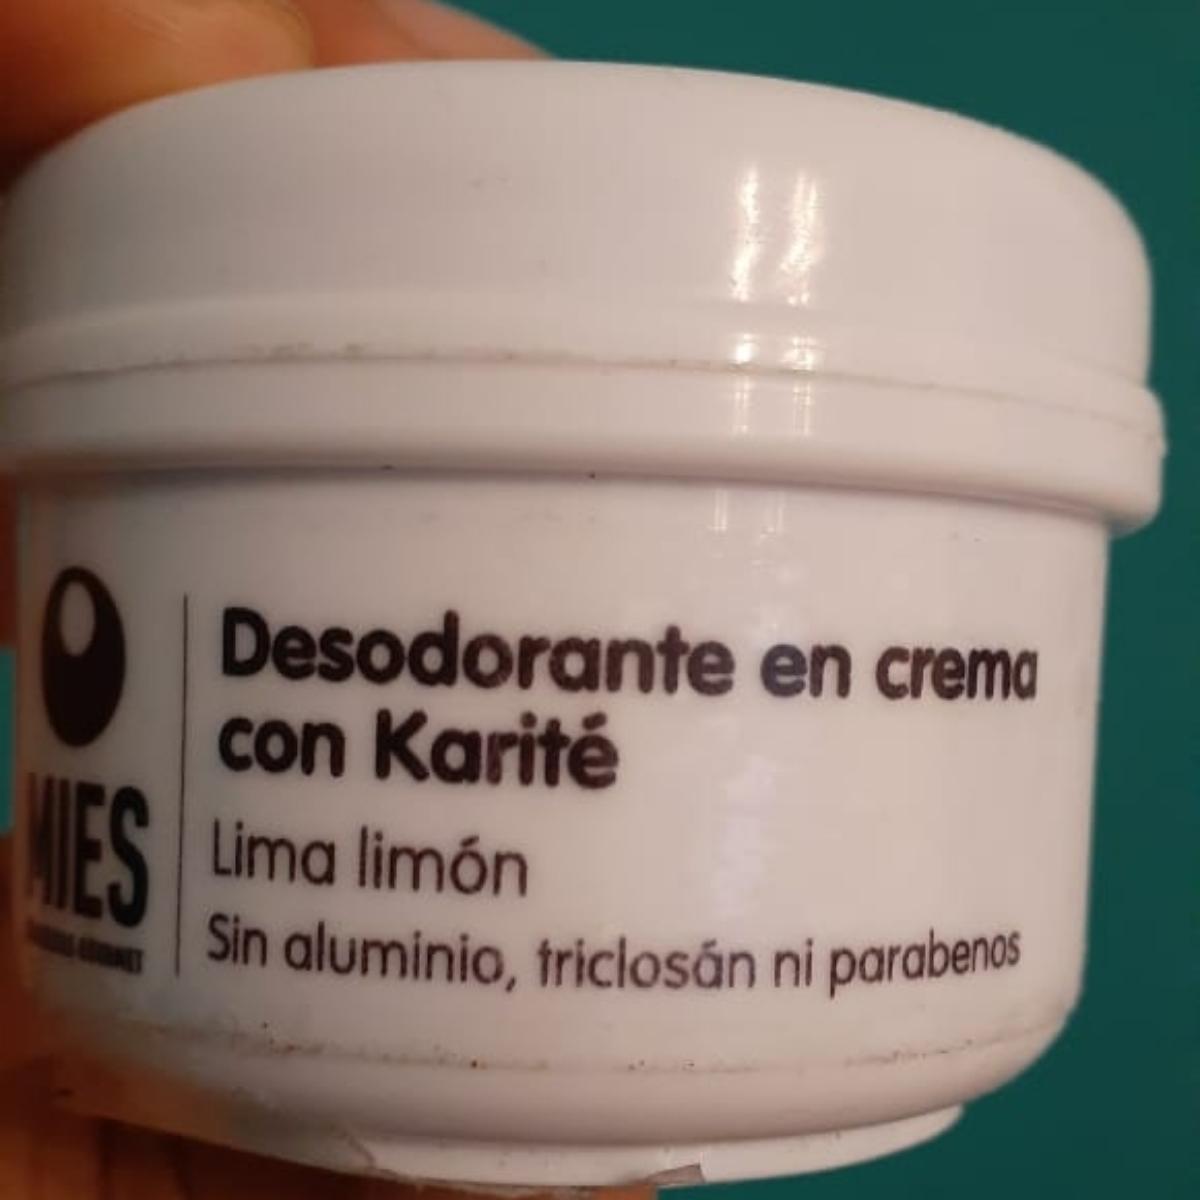 MIES
Desodorante en crema
con Karité
Lima limón
Sin aluminio, triclosán ni parabenos